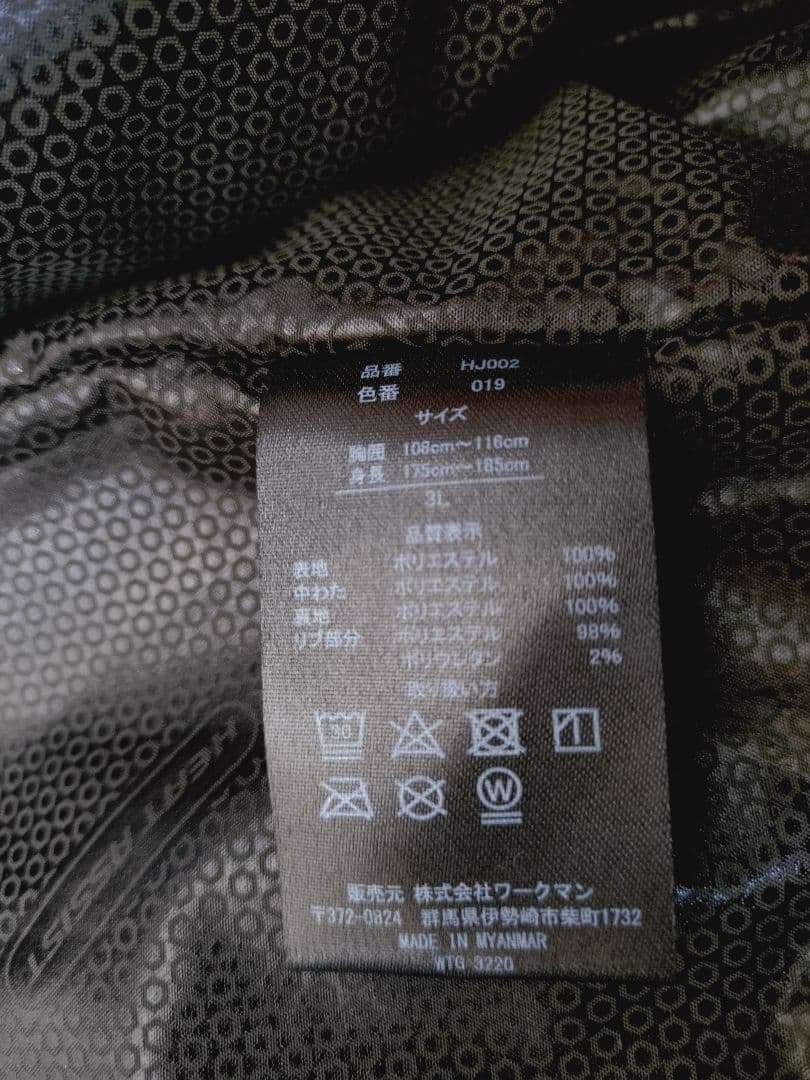 品番 HJ002
色番 019
サイズ
胸囲 108cm～116cm
身長 175cm～185cm
3L
品質表示
表地 ポリエステル 100%
中わた ポリエステル 100%
裏地 ポリエステル 100%
リブ部分 ポリエステル 98%
ポリウレタン 2%
取り扱い方
30
W
販売元 株式会社ワークマン
〒372-0824 群馬県伊勢崎市柴町1732
MADE IN MYANMAR
WTG 3220
HEAT ASSIST